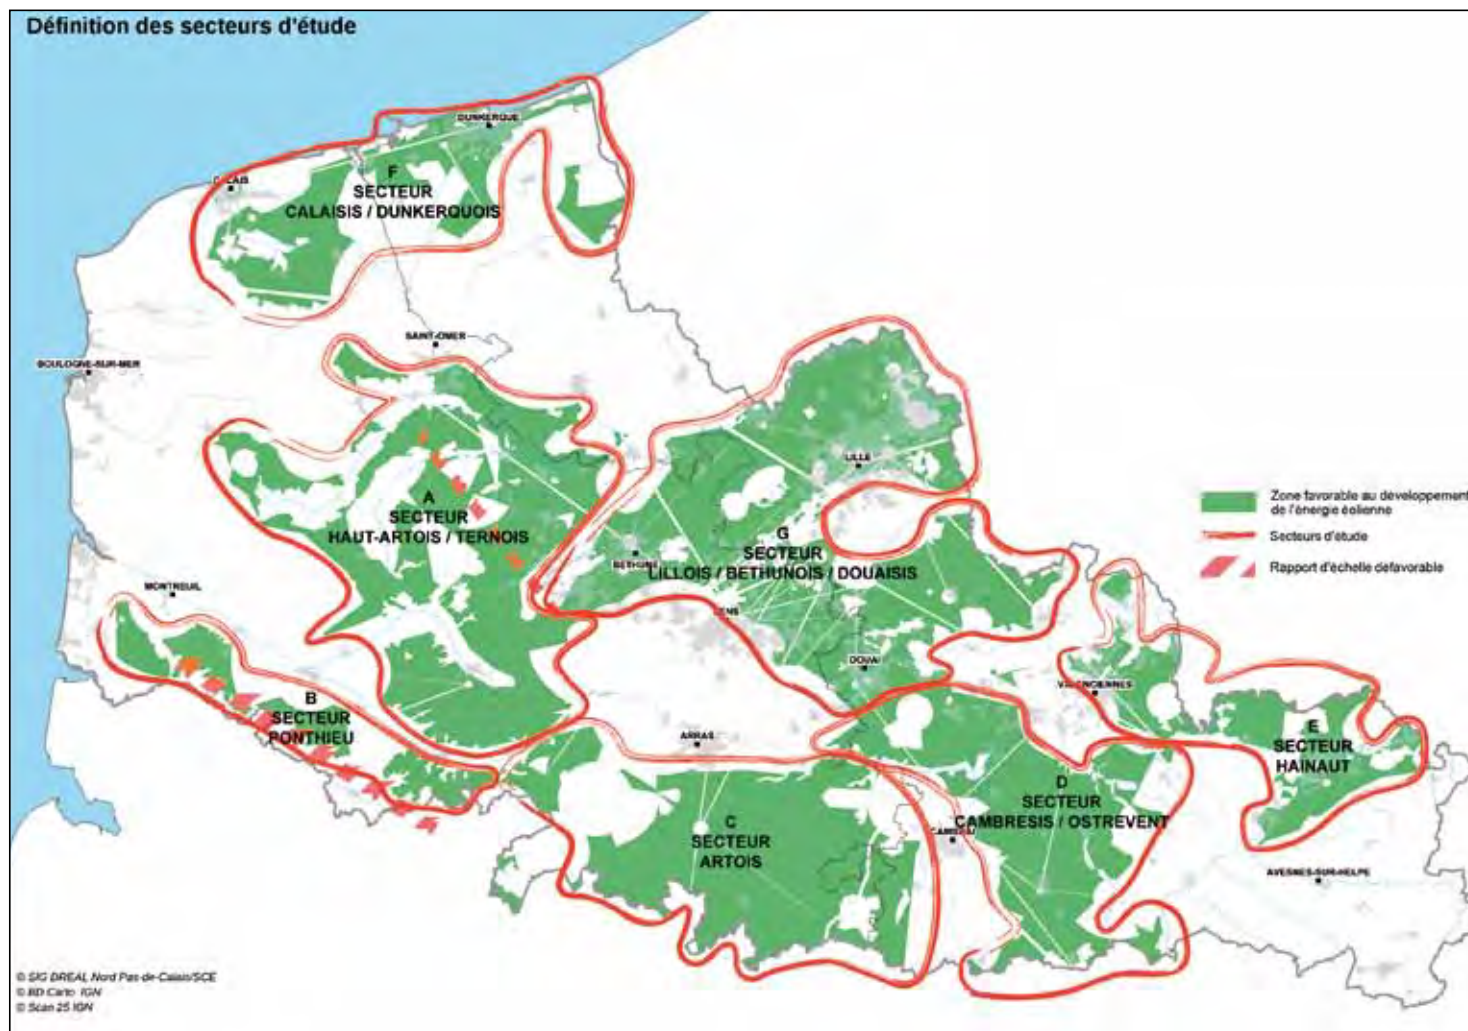 Définition des secteurs d'étude
DUNKERQUE
CALAIS
F
SECTEUR
CALAISIS / DUNKERQUOIS
SAINT-OMER
BOULOGNE-SUR-MER
LILLE
A
SECTEUR
HAUT-ARTOIS / TERNOIS
G
SECTEUR
LILLOIS / BETHUNOIS / DOUAISIS
BETHUNE
LENS
MONTREUIL
DOUAI
VALENCIENNES
B
SECTEUR
PONTHIEU
ARRAS
E
SECTEUR
HAINAUT
D
SECTEUR
CAMBRESIS / OSTREVENT
C
SECTEUR
ARTOIS
CAMBRAI
AVESNES-SUR-HELPE
Zone favorable au développement
de l'énergie éolienne
Secteurs d'étude
Rapport d'échelle défavorable
© SIG DREAL Nord Pas-de-Calais/SCE
© BD Carto IGN
© Scan 25 IGN